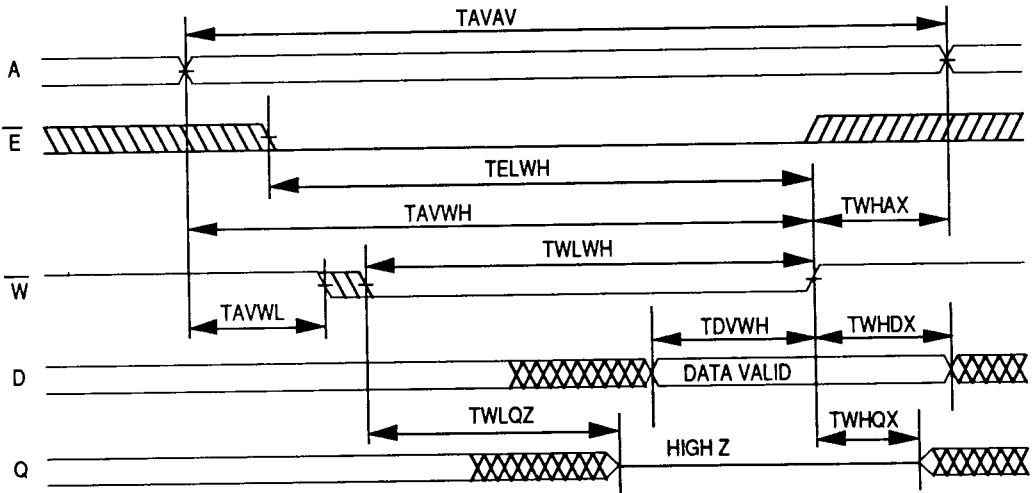 TAVAV
A
E
TELWH
TAVWH
TWHAX
TWLWH
W
TAVWL
TDVWH
TWHDX
D
DATA VALID
TWLQZ
TWHQX
HIGH Z
Q